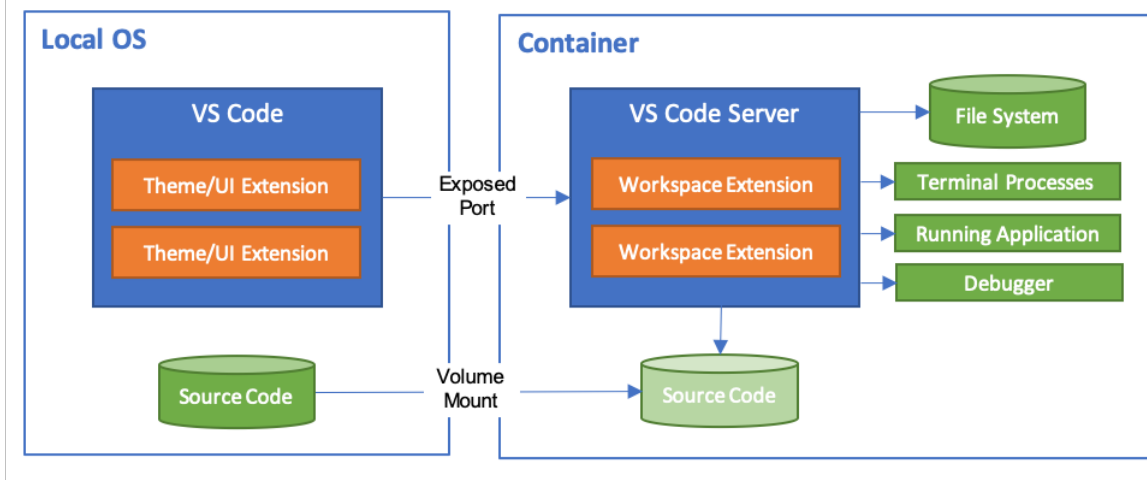 Local OS
VS Code
Theme/UI Extension
Theme/UI Extension
Source Code
Exposed
Port
Volume
Mount
Container
VS Code Server
Workspace Extension
Workspace Extension
File System
Terminal Processes
Running Application
Debugger
Source Code